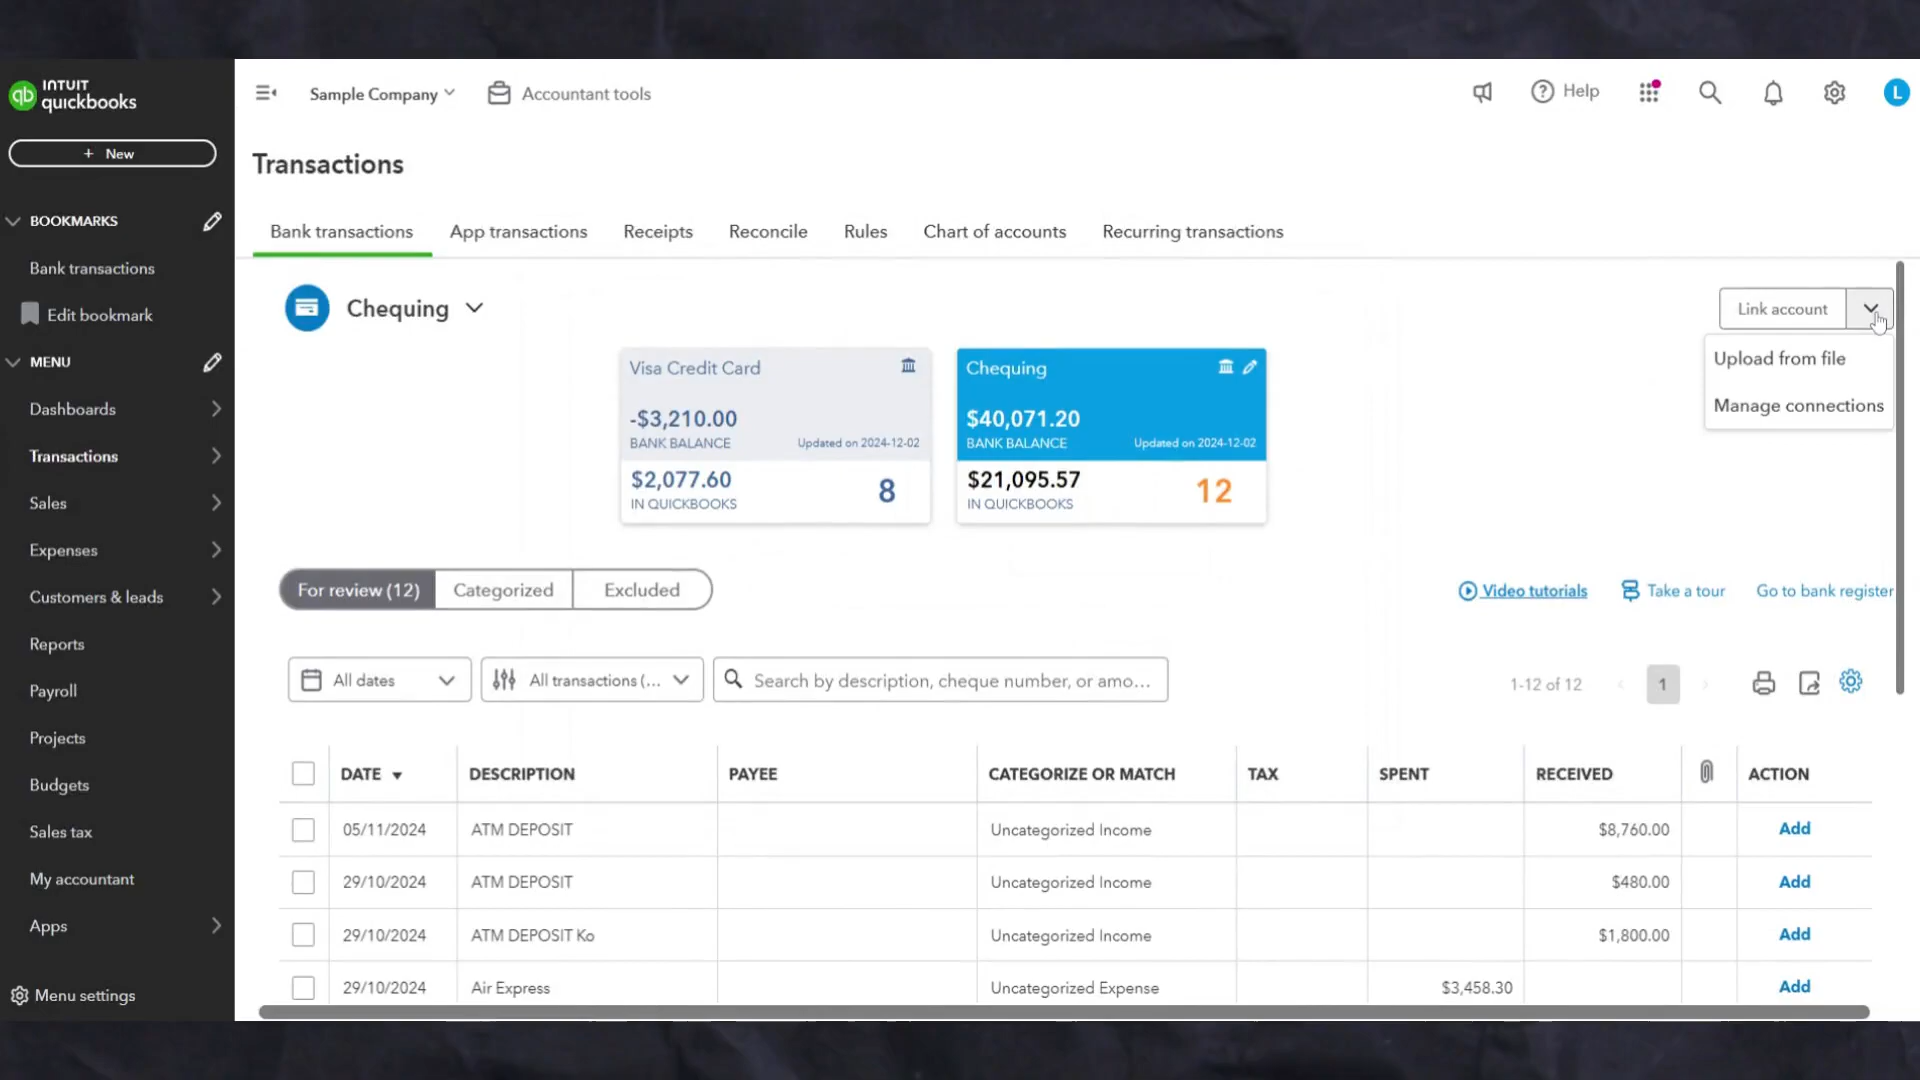 INTUIT
quickbooks
Sample Company
Accountant tools
Help
L
+ New
Transactions
BOOKMARKS
Bank transactions
Edit bookmark
MENU
Dashboards
Transactions
Sales
Expenses
Customers & leads
Reports
Payroll
Projects
Budgets
Sales tax
My accountant
Apps
Menu settings
Bank transactions App transactions Receipts Reconcile Rules Chart of accounts Recurring transactions
Chequing
Link account
Upload from file
Manage connections
Visa Credit Card
-$3,210.00
BANK BALANCE Updated on 2024-12-02
$2,077.60
IN QUICKBOOKS
8
Chequing
$40,071.20
BANK BALANCE Updated on 2024-12-02
$21,095.57
IN QUICKBOOKS
12
For review (12) Categorized Excluded
Video tutorials Take a tour Go to bank register
All dates All transactions (... Search by description, cheque number, or amo...
1-12 of 12 1
DATE DESCRIPTION PAYEE CATEGORIZE OR MATCH TAX SPENT RECEIVED ACTION
05/11/2024 ATM DEPOSIT Uncategorized Income $8,760.00 Add
29/10/2024 ATM DEPOSIT Uncategorized Income $480.00 Add
29/10/2024 ATM DEPOSIT Ko Uncategorized Income $1,800.00 Add
29/10/2024 Air Express Uncategorized Expense $3,458.30 Add